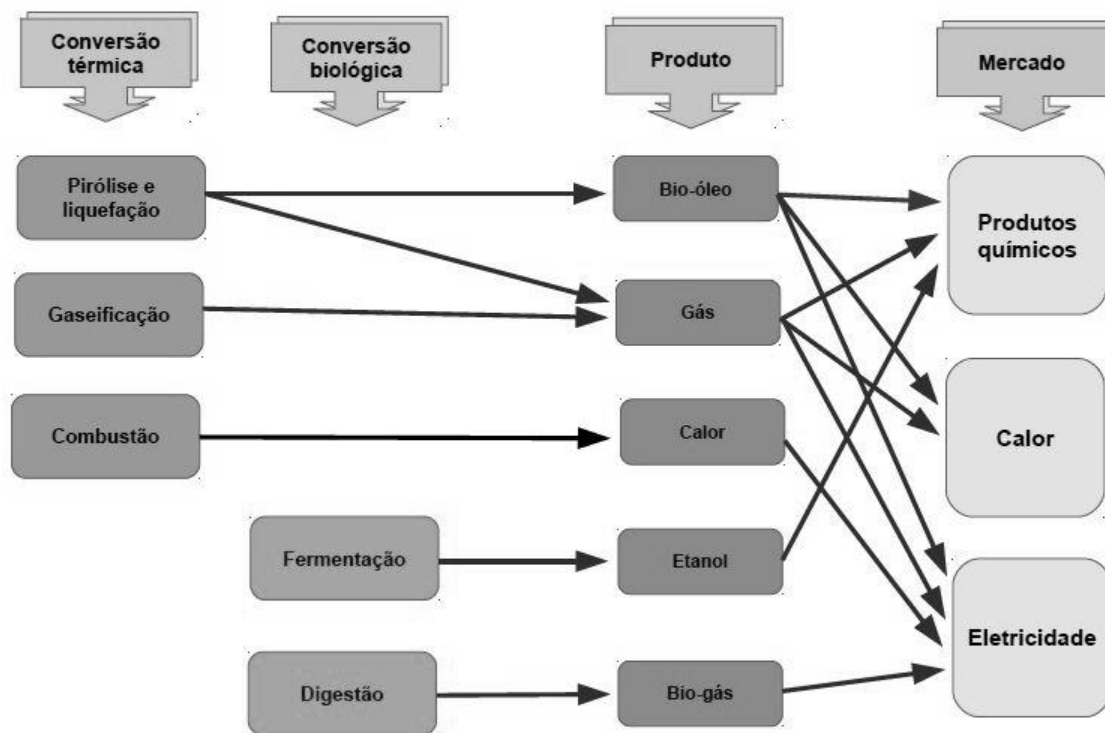 Conversão
térmica
Conversão
biológica
Produto
Mercado
Pirólise e
liquefação
Bio-óleo
Produtos
químicos
Gaseificação
Gás
Combustão
Calor
Calor
Fermentação
Etanol
Eletricidade
Digestão
Bio-gás